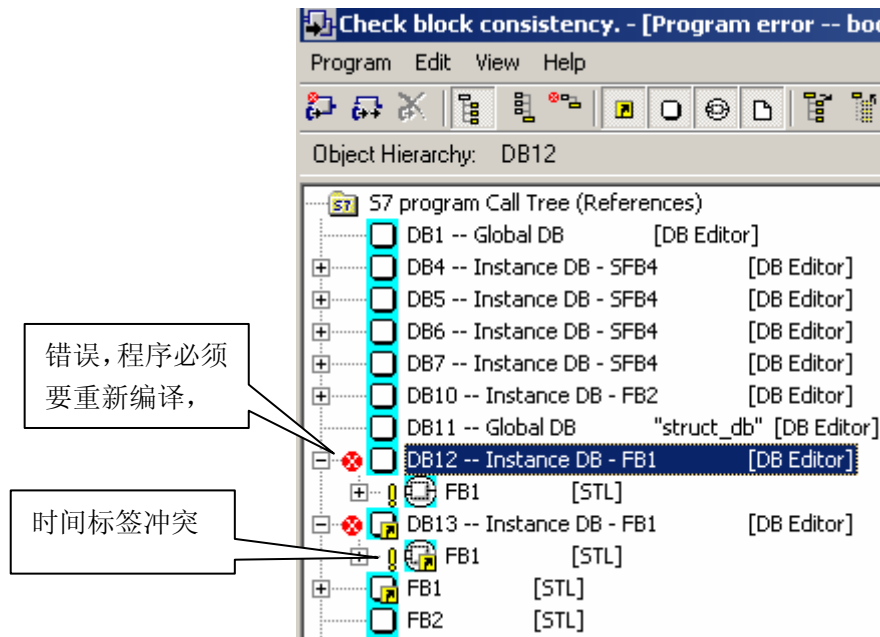 Check block consistency. - [Program error -- boo
Program Edit View Help
Object Hierarchy: DB12
S7 S7 program Call Tree (References)
DB1 -- Global DB [DB Editor]
DB4 -- Instance DB - SFB4 [DB Editor]
DB5 -- Instance DB - SFB4 [DB Editor]
DB6 -- Instance DB - SFB4 [DB Editor]
DB7 -- Instance DB - SFB4 [DB Editor]
DB10 -- Instance DB - FB2 [DB Editor]
DB11 -- Global DB "struct_db" [DB Editor]
DB12 -- Instance DB - FB1 [DB Editor]
FB1 [STL]
DB13 -- Instance DB - FB1 [DB Editor]
FB1 [STL]
FB1 [STL]
FB2 [STL]
错误，程序必须
要重新编译，
时间标签冲突